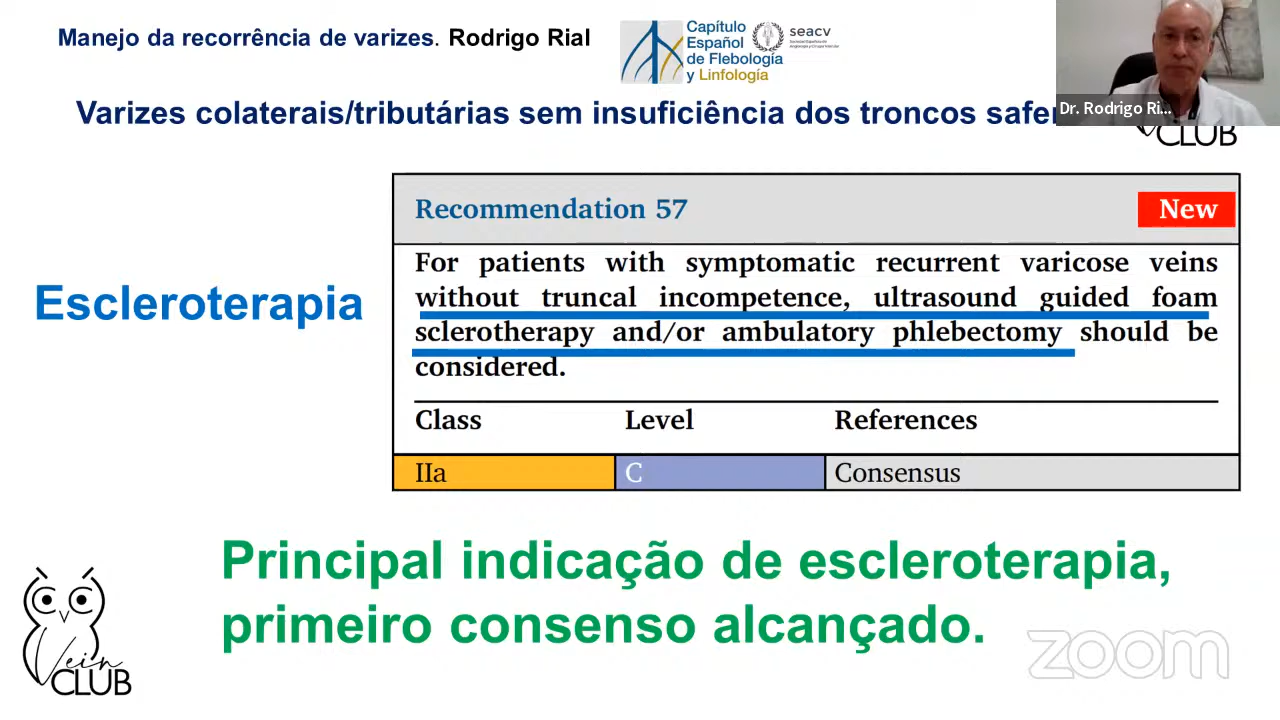 Manejo da recorrência de varizes. Rodrigo Rial
Capítulo
Español
de Flebología
y Linfología
seacv
Dr. Rodrigo Ri...
Varizes colaterais/tributárias sem insuficiência dos troncos safe
CLUB
Recommendation 57
New
For patients with symptomatic recurrent varicose veins
without truncal incompetence, ultrasound guided foam
sclerotherapy and/or ambulatory phlebectomy should be
considered.
Class Level References
IIa C Consensus
Escleroterapia
Principal indicação de escleroterapia,
primeiro consenso alcançado.
Vein
CLUB
zoom